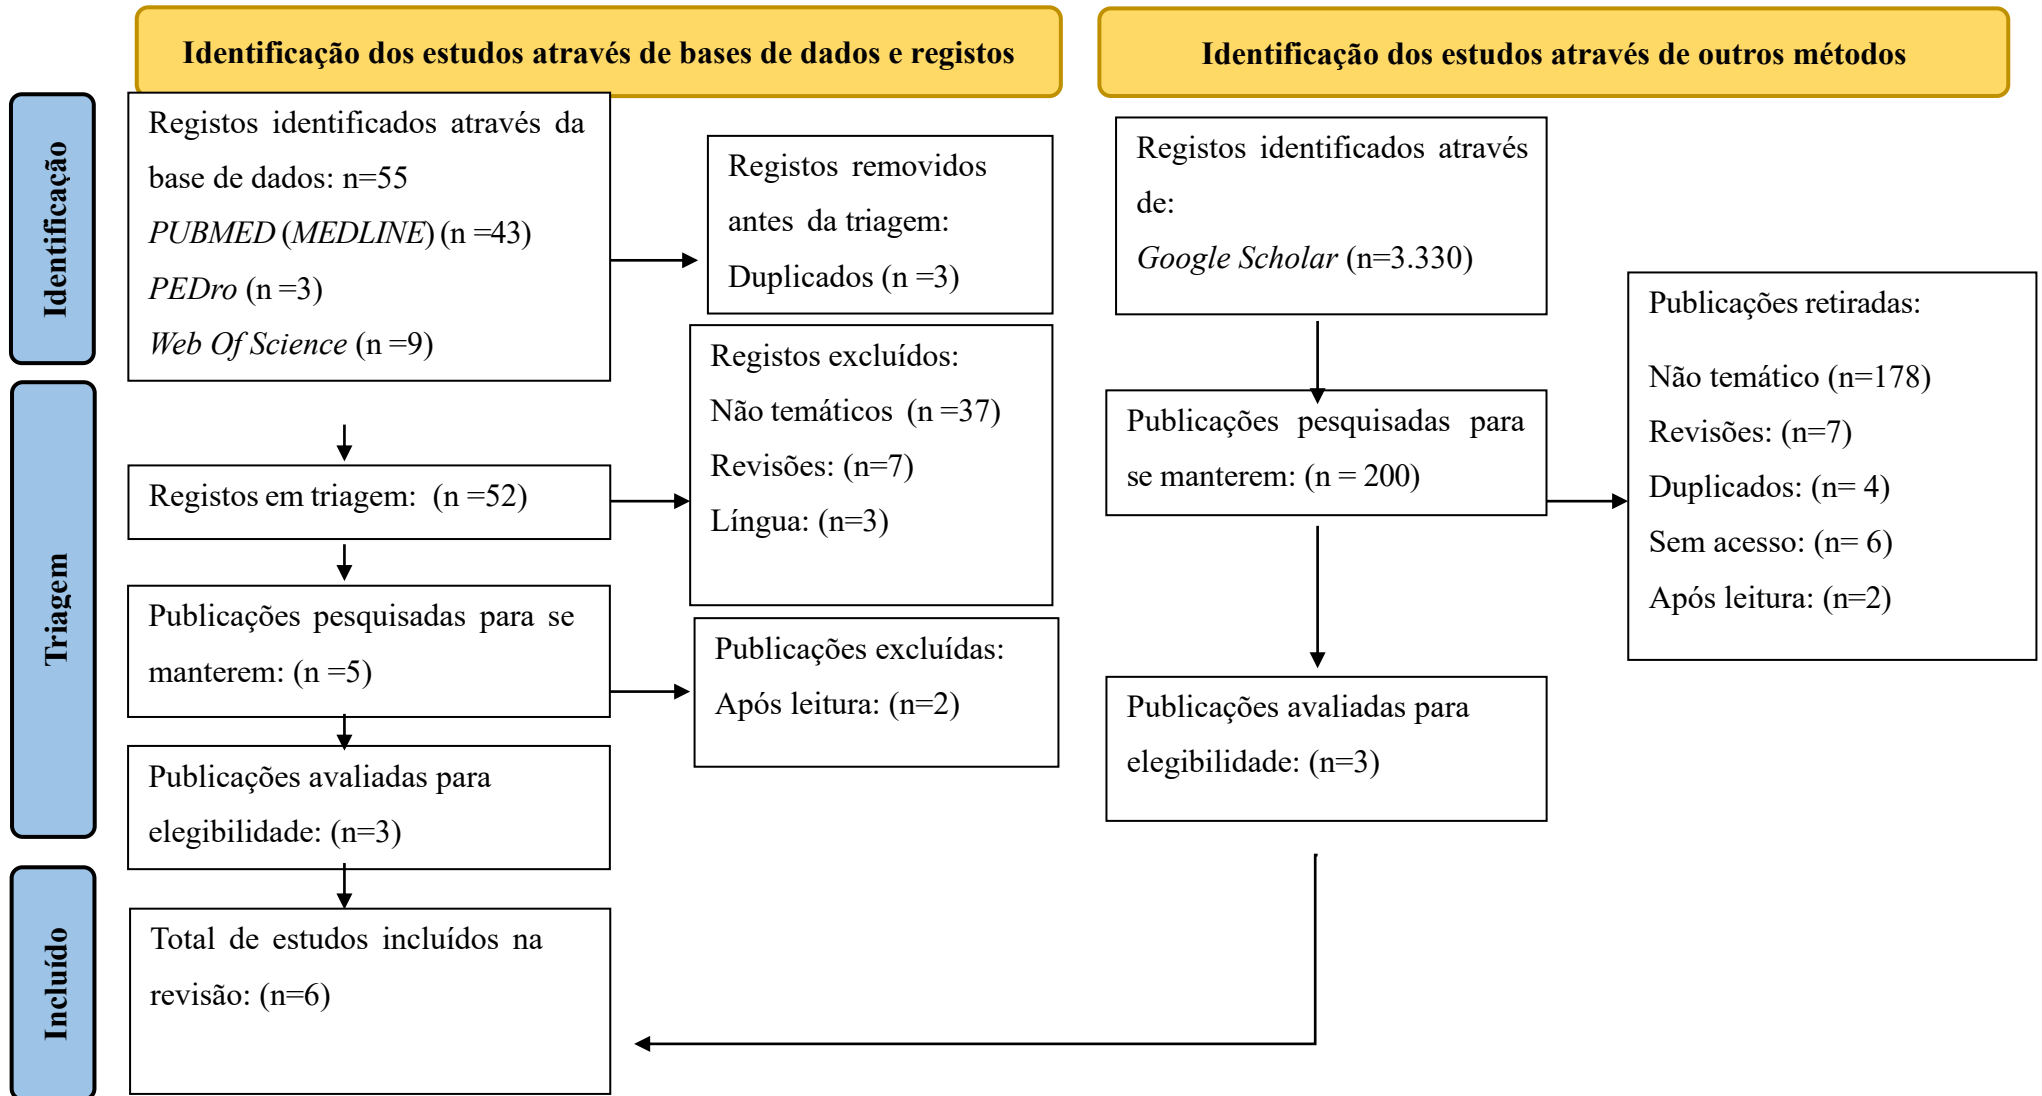 Identificação dos estudos através de bases de dados e registos
Identificação dos estudos através de outros métodos
Identificação
Registos identificados através da
base de dados: n=55
PUBMED (MEDLINE) (n =43)
PEDro (n =3)
Web Of Science (n =9)
Registos removidos
antes da triagem:
Duplicados (n =3)
Registos identificados através
de:
Google Scholar (n=3.330)
Triagem
Registos em triagem: (n =52)
Registos excluídos:
Não temáticos (n =37)
Revisões: (n=7)
Língua: (n=3)
Publicações pesquisadas para
se manterem: (n = 200)
Publicações retiradas:
Não temático (n=178)
Revisões: (n=7)
Duplicados: (n= 4)
Sem acesso: (n= 6)
Após leitura: (n=2)
Publicações pesquisadas para se
manterem: (n =5)
Publicações excluídas:
Após leitura: (n=2)
Publicações avaliadas para
elegibilidade: (n=3)
Publicações avaliadas para
elegibilidade: (n=3)
Incluído
Total de estudos incluídos na
revisão: (n=6)